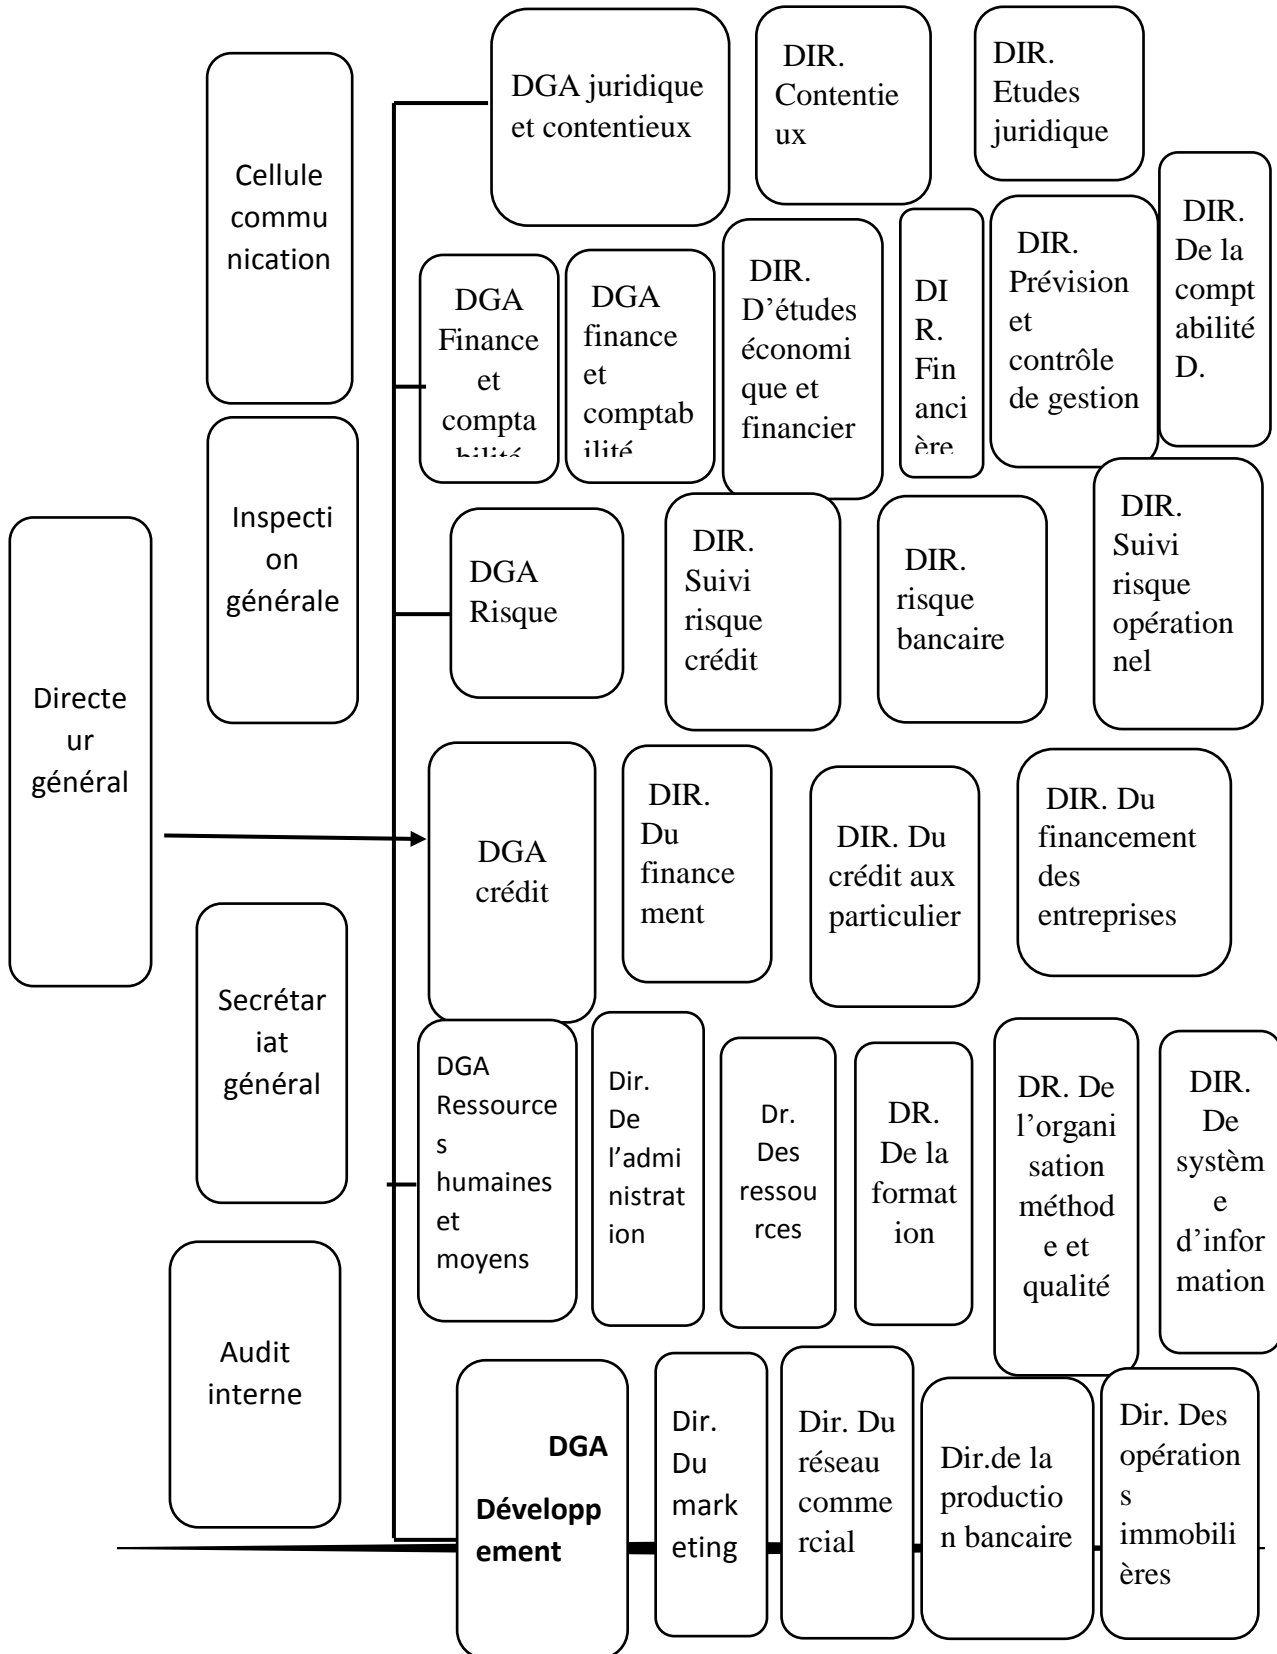 DGA juridique
et contentieux
DIR.
Contentie
ux
DIR.
Etudes
juridique
Cellule
commu
nication
DGA
Finance
et
compta
bilité
DGA
finance
et
comptab
ilité
DIR.
D’études
économi
que et
financier
DI
R.
Fin
anci
ère
DIR.
Prévision
et
contrôle
de gestion
DIR.
De la
compt
abilité
D.
Inspecti
on
générale
DGA
Risque
DIR.
Suivi
risque
crédit
DIR.
risque
bancaire
DIR.
Suivi
risque
opération
nel
Directe
ur
général
DGA
crédit
DIR.
Du
finance
ment
DIR. Du
crédit aux
particulier
DIR. Du
financement
des
entreprises
Secrétar
iat
général
DGA
Ressource
s
humaines
et
moyens
Dir.
De
l’admi
nistrat
ion
Dr.
Des
ressou
rces
DR.
De la
format
ion
DR. De
l’organi
sation
méthod
e et
qualité
DIR.
De
systèm
e
d’infor
mation
Audit
interne
DGA
Développ
ement
Dir.
Du
mark
eting
Dir. Du
réseau
comme
rcial
Dir.de la
productio
n bancaire
Dir. Des
opération
s
immobili
ères